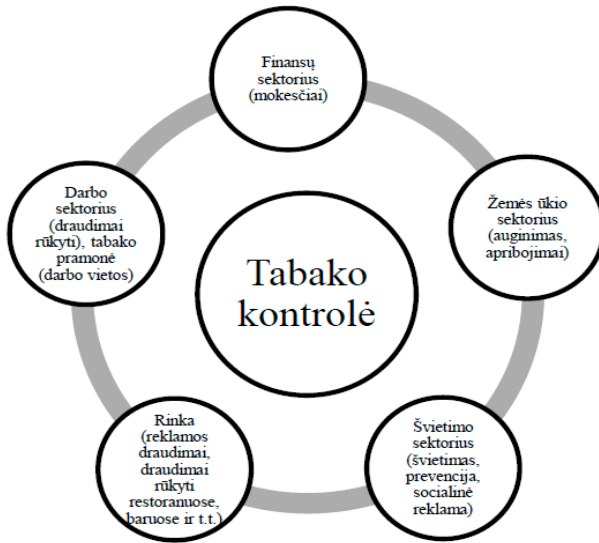 Finansų
sektorius
(mokesčiai)
Žemės ūkio
sektorius
(auginimas,
apribojimai)
Švietimo
sektorius
(švietimas,
prevencija,
socialinė
reklama)
Rinka
(reklamos
draudimai,
draudimai
rūkyti
restoranuose,
baruose ir t.t.)
Darbo
sektorius
(draudimai
rūkyti), tabako
pramonė
(darbo vietos)
Tabako
kontrolė